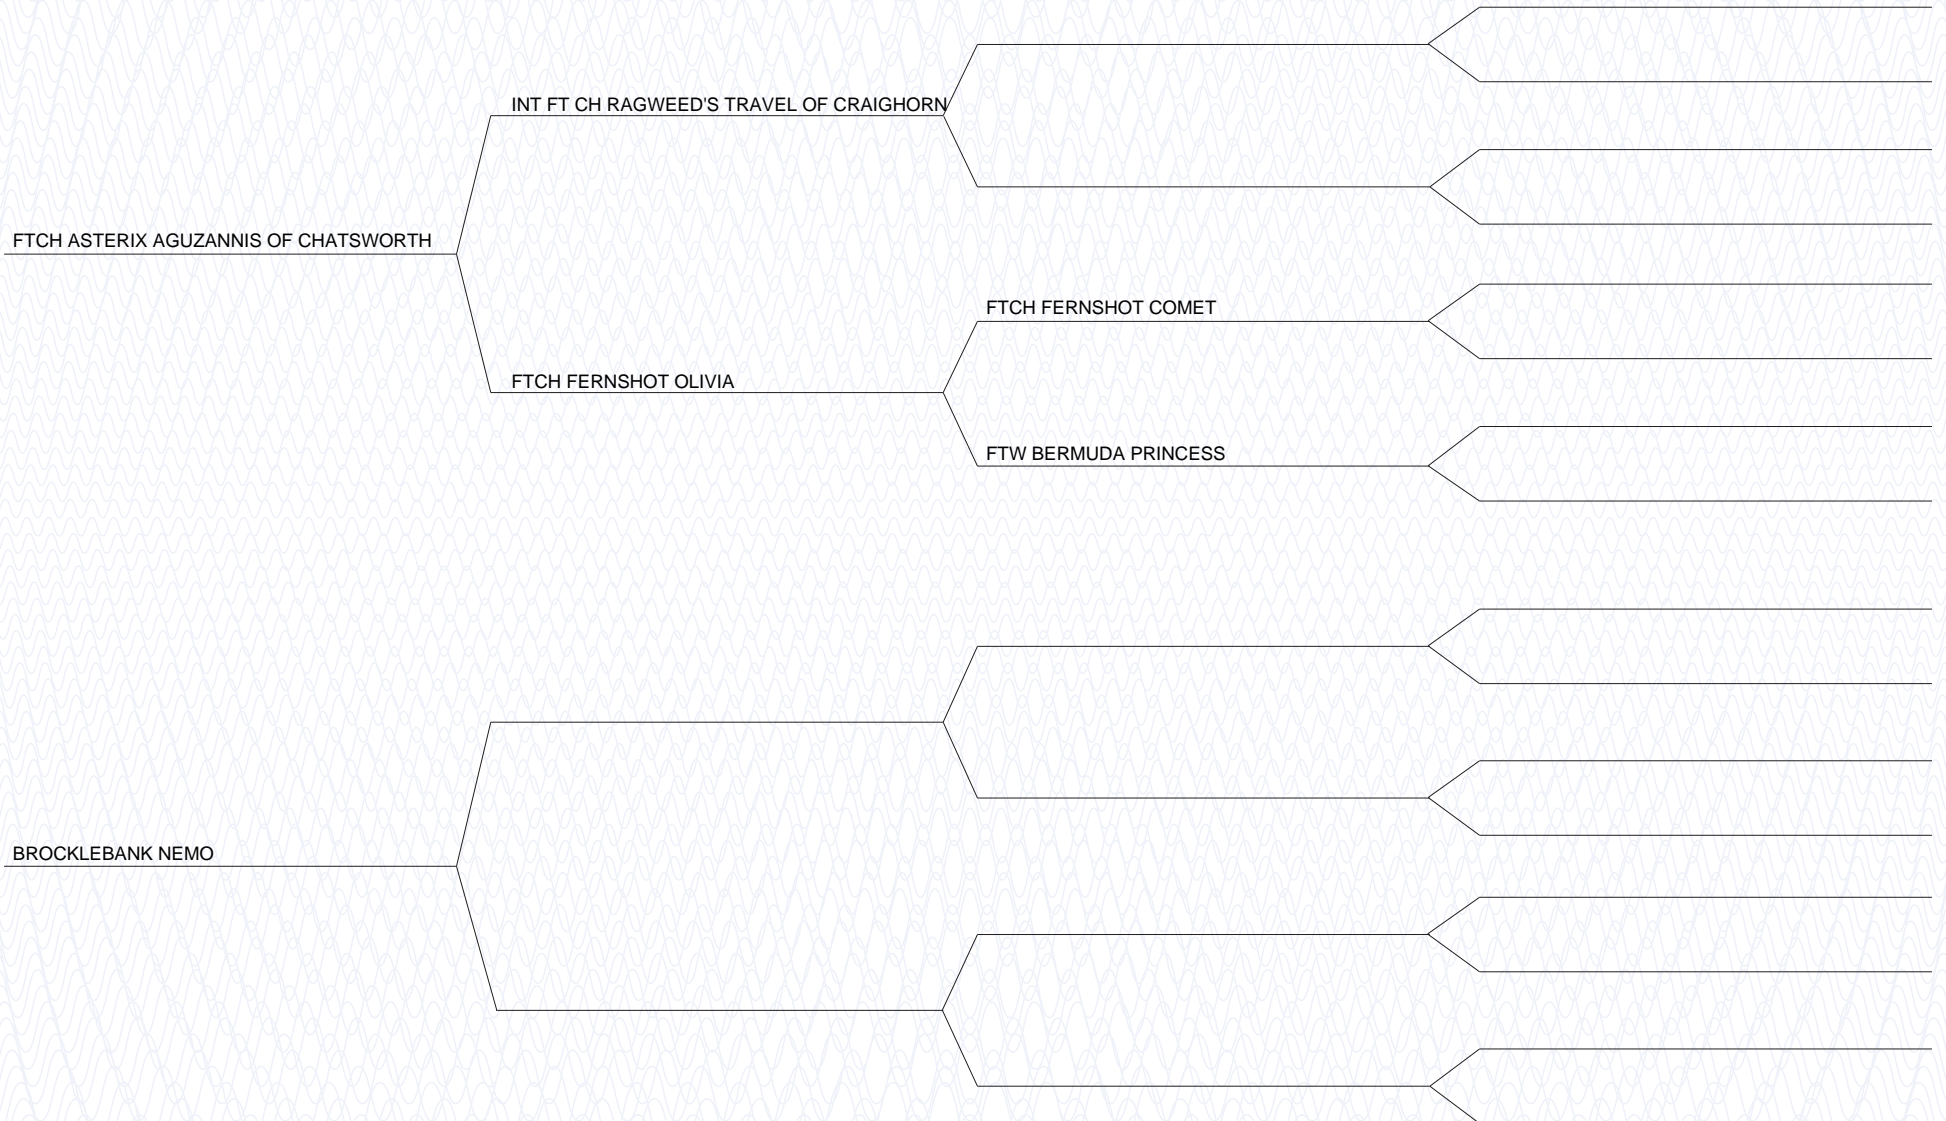 INT FT CH RAGWEED'S TRAVEL OF CRAIGHORN
FTCH ASTERIX AGUZANNIS OF CHATSWORTH
FTCH FERNSHOT COMET
FTCH FERNSHOT OLIVIA
FTW BERMUDA PRINCESS
BROCKLEBANK NEMO